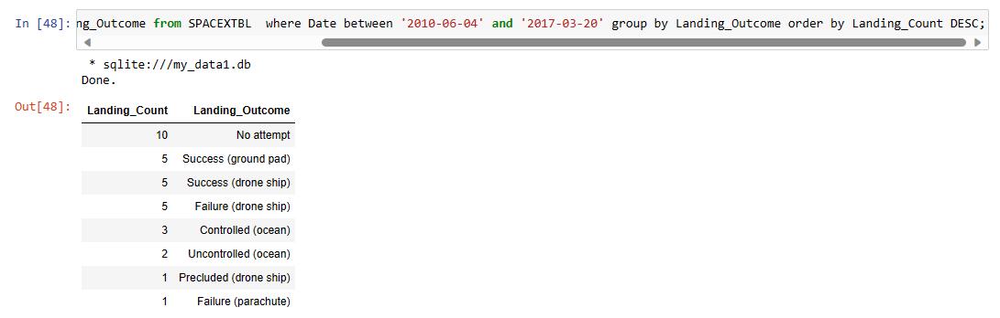 In [48]: ng_Outcome from SPACEXTBL  where Date between '2010-06-04' and '2017-03-20' group by Landing_Outcome order by Landing_Count DESC;
* sqlite:///my_data1.db
Done.
Out[48]: Landing_Count Landing_Outcome
10 No attempt
5 Success (ground pad)
5 Success (drone ship)
5 Failure (drone ship)
3 Controlled (ocean)
2 Uncontrolled (ocean)
1 Precluded (drone ship)
1 Failure (parachute)